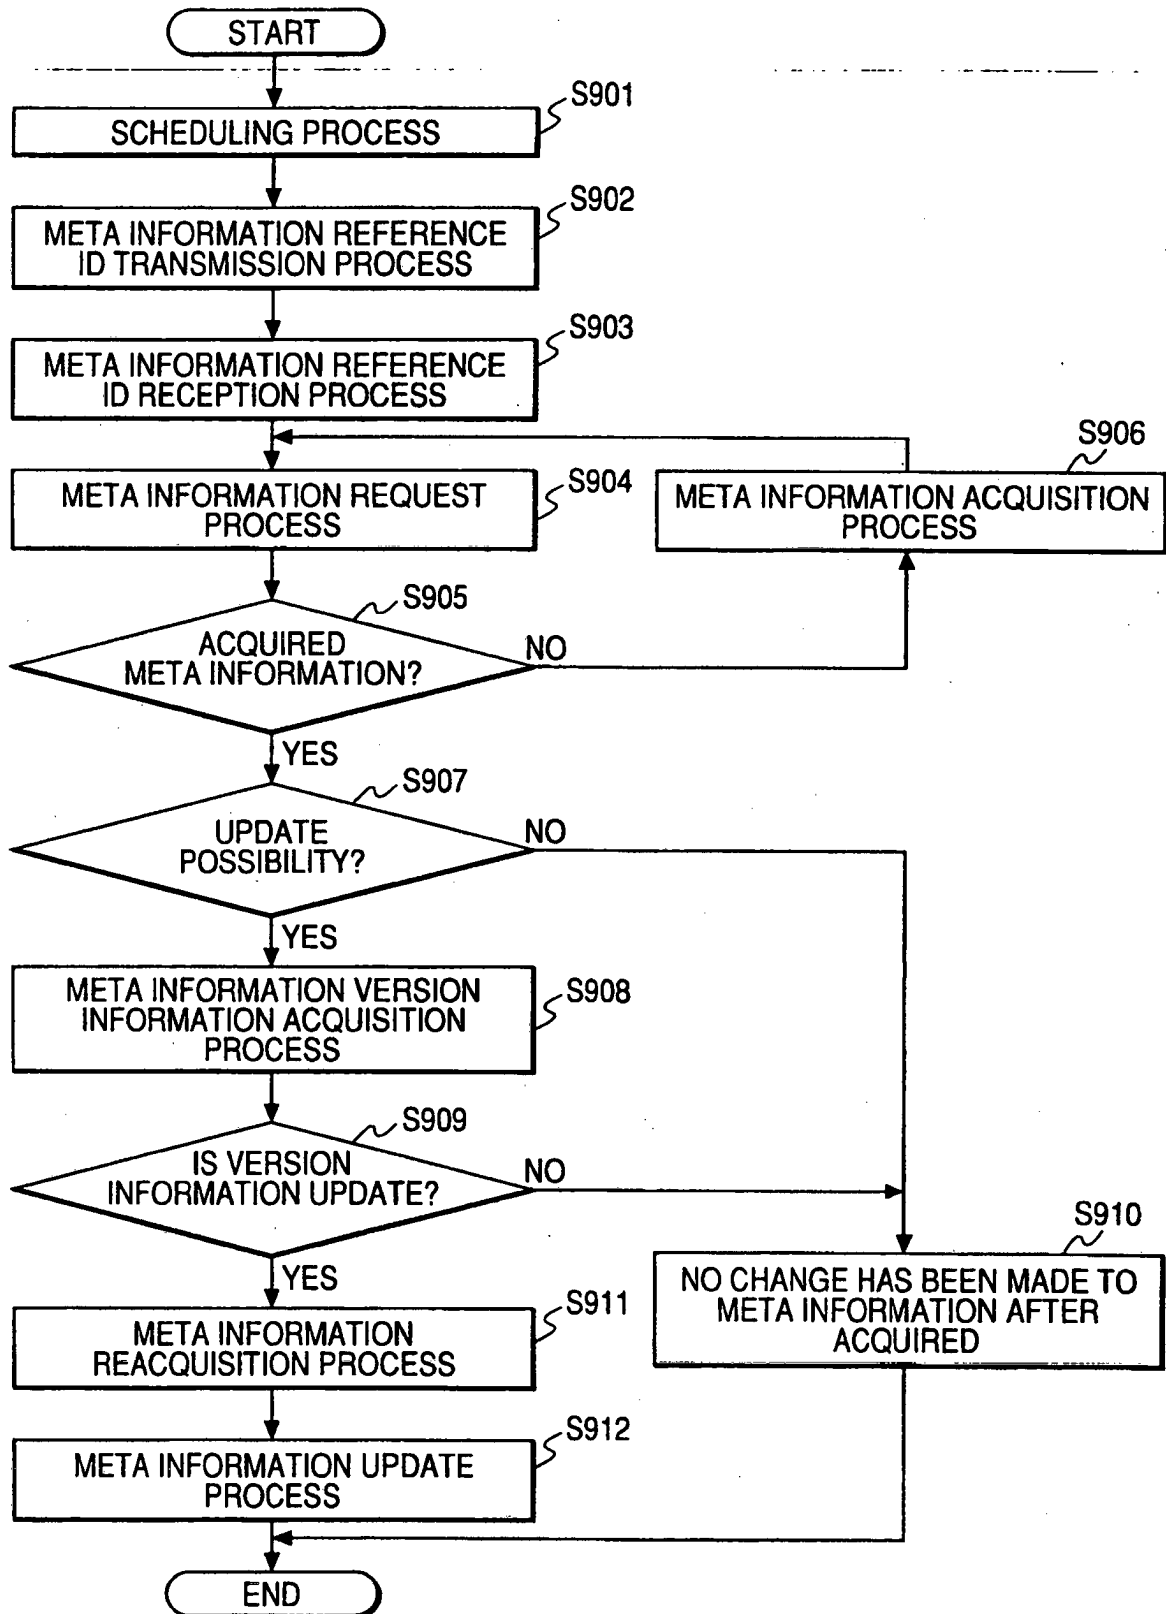 START
S901
SCHEDULING PROCESS
S902
META INFORMATION REFERENCE
ID TRANSMISSION PROCESS
S903
META INFORMATION REFERENCE
ID RECEPTION PROCESS
S904
META INFORMATION REQUEST
PROCESS
S906
META INFORMATION ACQUISITION
PROCESS
S905
ACQUIRED
META INFORMATION?
NO
YES
S907
UPDATE
POSSIBILITY?
NO
YES
S908
META INFORMATION VERSION
INFORMATION ACQUISITION
PROCESS
S909
IS VERSION
INFORMATION UPDATE?
NO
YES
S910
NO CHANGE HAS BEEN MADE TO
META INFORMATION AFTER
ACQUIRED
S911
META INFORMATION
REACQUISITION PROCESS
S912
META INFORMATION UPDATE
PROCESS
END